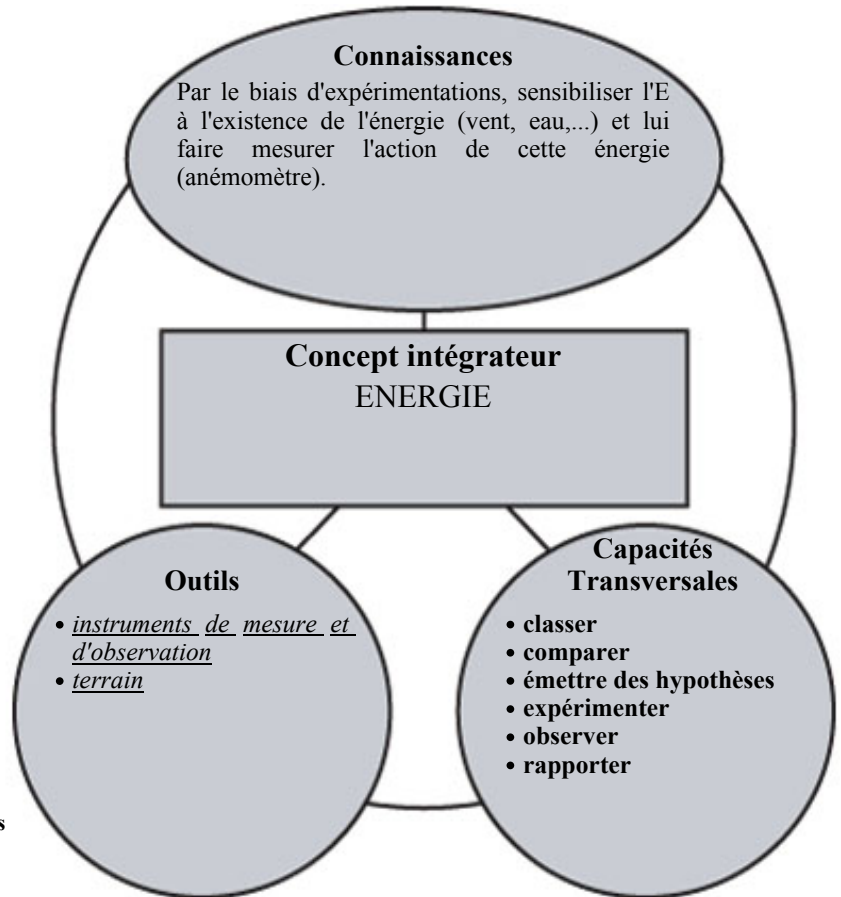 Connaissances
Par le biais d'expérimentations, sensibiliser l'E
à l'existence de l'énergie (vent, eau,...) et lui
faire mesurer l'action de cette énergie
(anémomètre).
Concept intégrateur
ENERGIE
Outils
• instruments de mesure et
d'observation
• terrain
Capacités
Transversales
• classer
• comparer
• émettre des hypothèses
• expérimenter
• observer
• rapporter
s